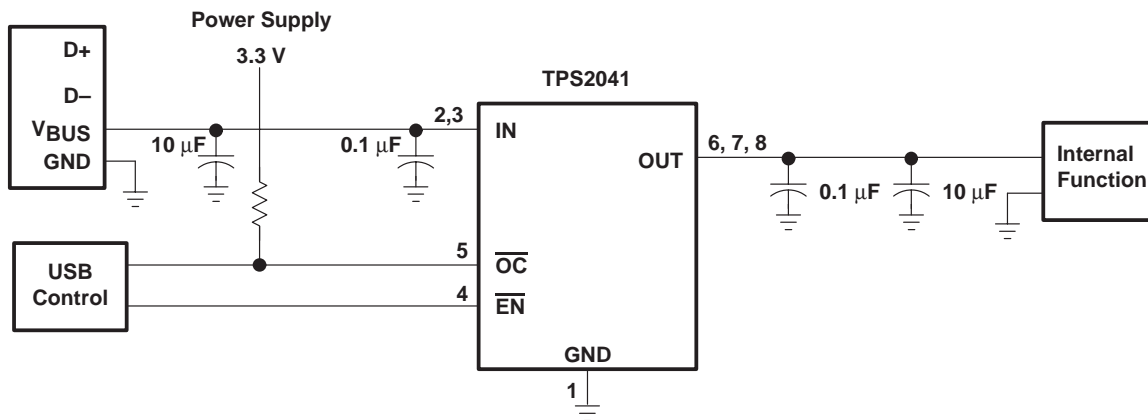 Power Supply
3.3 V
D+
D−
VBUS
GND
10 µF
0.1 µF
2,3
TPS2041
IN
OUT
6, 7, 8
0.1 µF
10 µF
Internal
Function
USB
Control
5
OC
4
EN
GND
1